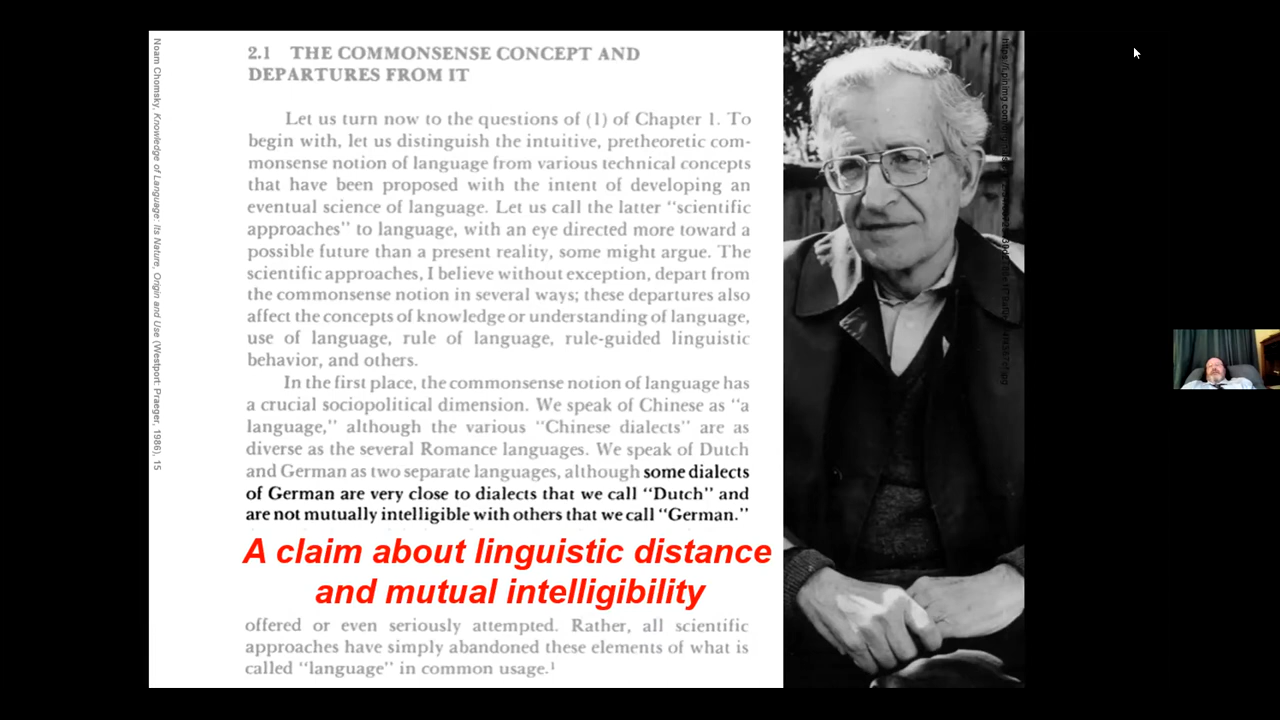 2.1 THE COMMONSENSE CONCEPT AND
DEPARTURES FROM IT
Let us turn now to the questions of (1) of Chapter 1. To
begin with, let us distinguish the intuitive, pretheoretic com-
monsense notion of language from various technical concepts
that have been proposed with the intent of developing an
eventual science of language. Let us call the latter “scientific
approaches” to language, with an eye directed more toward a
possible future than a present reality, some might argue. The
scientific approaches, I believe without exception, depart from
the commonsense notion in several ways; these departures also
affect the concepts of knowledge or understanding of language,
use of language, rule of language, rule-guided linguistic
behavior, and others.
In the first place, the commonsense notion of language has
a crucial sociopolitical dimension. We speak of Chinese as “a
language,” although the various “Chinese dialects” are as
diverse as the several Romance languages. We speak of Dutch
and German as two separate languages, although some dialects
of German are very close to dialects that we call “Dutch” and
are not mutually intelligible with others that we call “German.”
A claim about linguistic distance
and mutual intelligibility
offered or even seriously attempted. Rather, all scientific
approaches have simply abandoned these elements of what is
called “language” in common usage.¹
Noam Chomsky, Knowledge of Language: Its Nature, Origin and Use (Westport: Praeger, 1986), 15